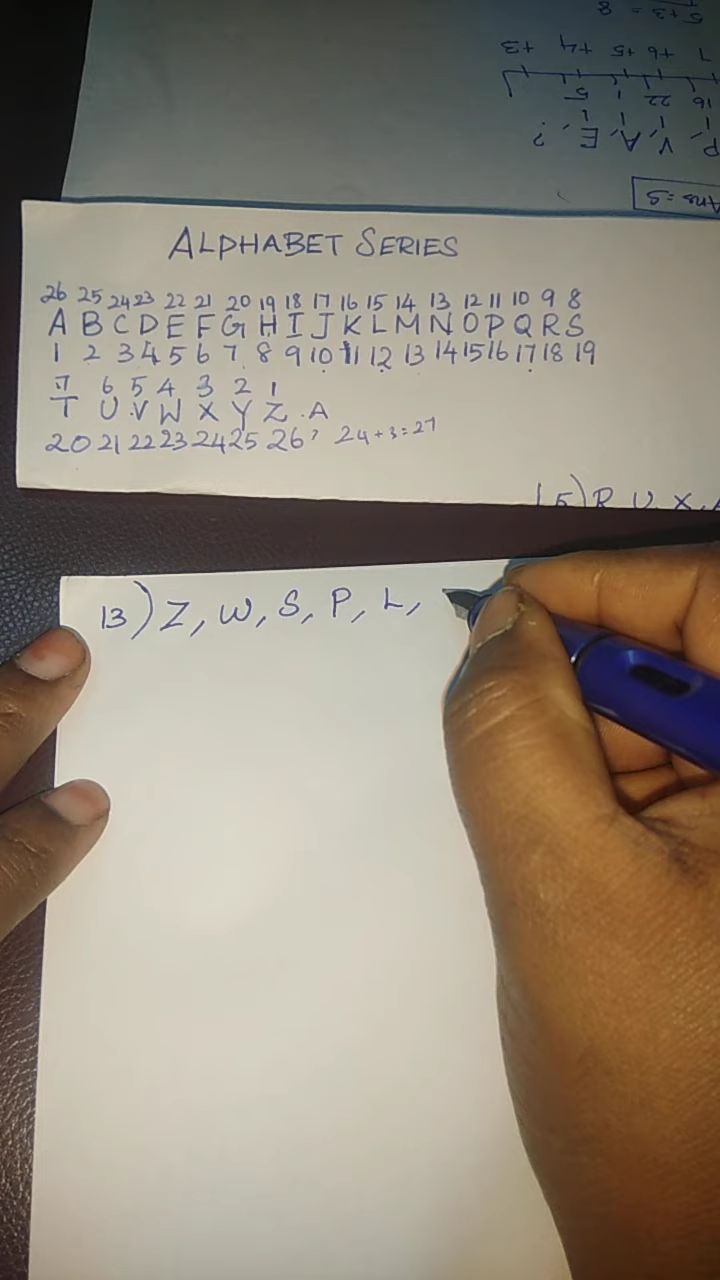 5+3 = 8
7 +6 +5 +4 +3
16 22 1 5
P, V, A, E, ?
Ans = S
ALPHABET SERIES
26 25 24 23 22 21 20 19 18 17 16 15 14 13 12 11 10 9 8
A B C D E F G H I J K L M N O P Q R S
1 2 3 4 5 6 7 8 9 10 11 12 13 14 15 16 17 18 19
7 6 5 4 3 2 1
T U V W X Y Z . A
20 21 22 23 24 25 26 , 24+3=27
15) R U X,
13) Z, W, S, P, L,